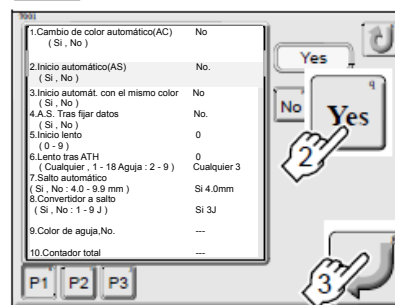 7001
1.Cambio de color automático(AC) No
( Si , No )
2.Inicio automático(AS) No.
( Si , No )
3.Inicio automát. con el mismo color No
( Si , No )
4.A.S. Tras fijar datos No.
( Si , No )
5.Inicio lento 0
( 0 - 9 )
6.Lento tras ATH 0
( Cualquier , 1 - 18 Aguja : 2 - 9 ) Cualquier 3
7.Salto automático
( Si , No : 4.0 - 9.9 mm ) Si 4.0mm
8.Convertidor a salto
( Si , No : 1 - 9 J ) Si 3J
9.Color de aguja,No. ---
10.Contador total ---
Yes
No
q
Yes
2
3
P1 P2 P3